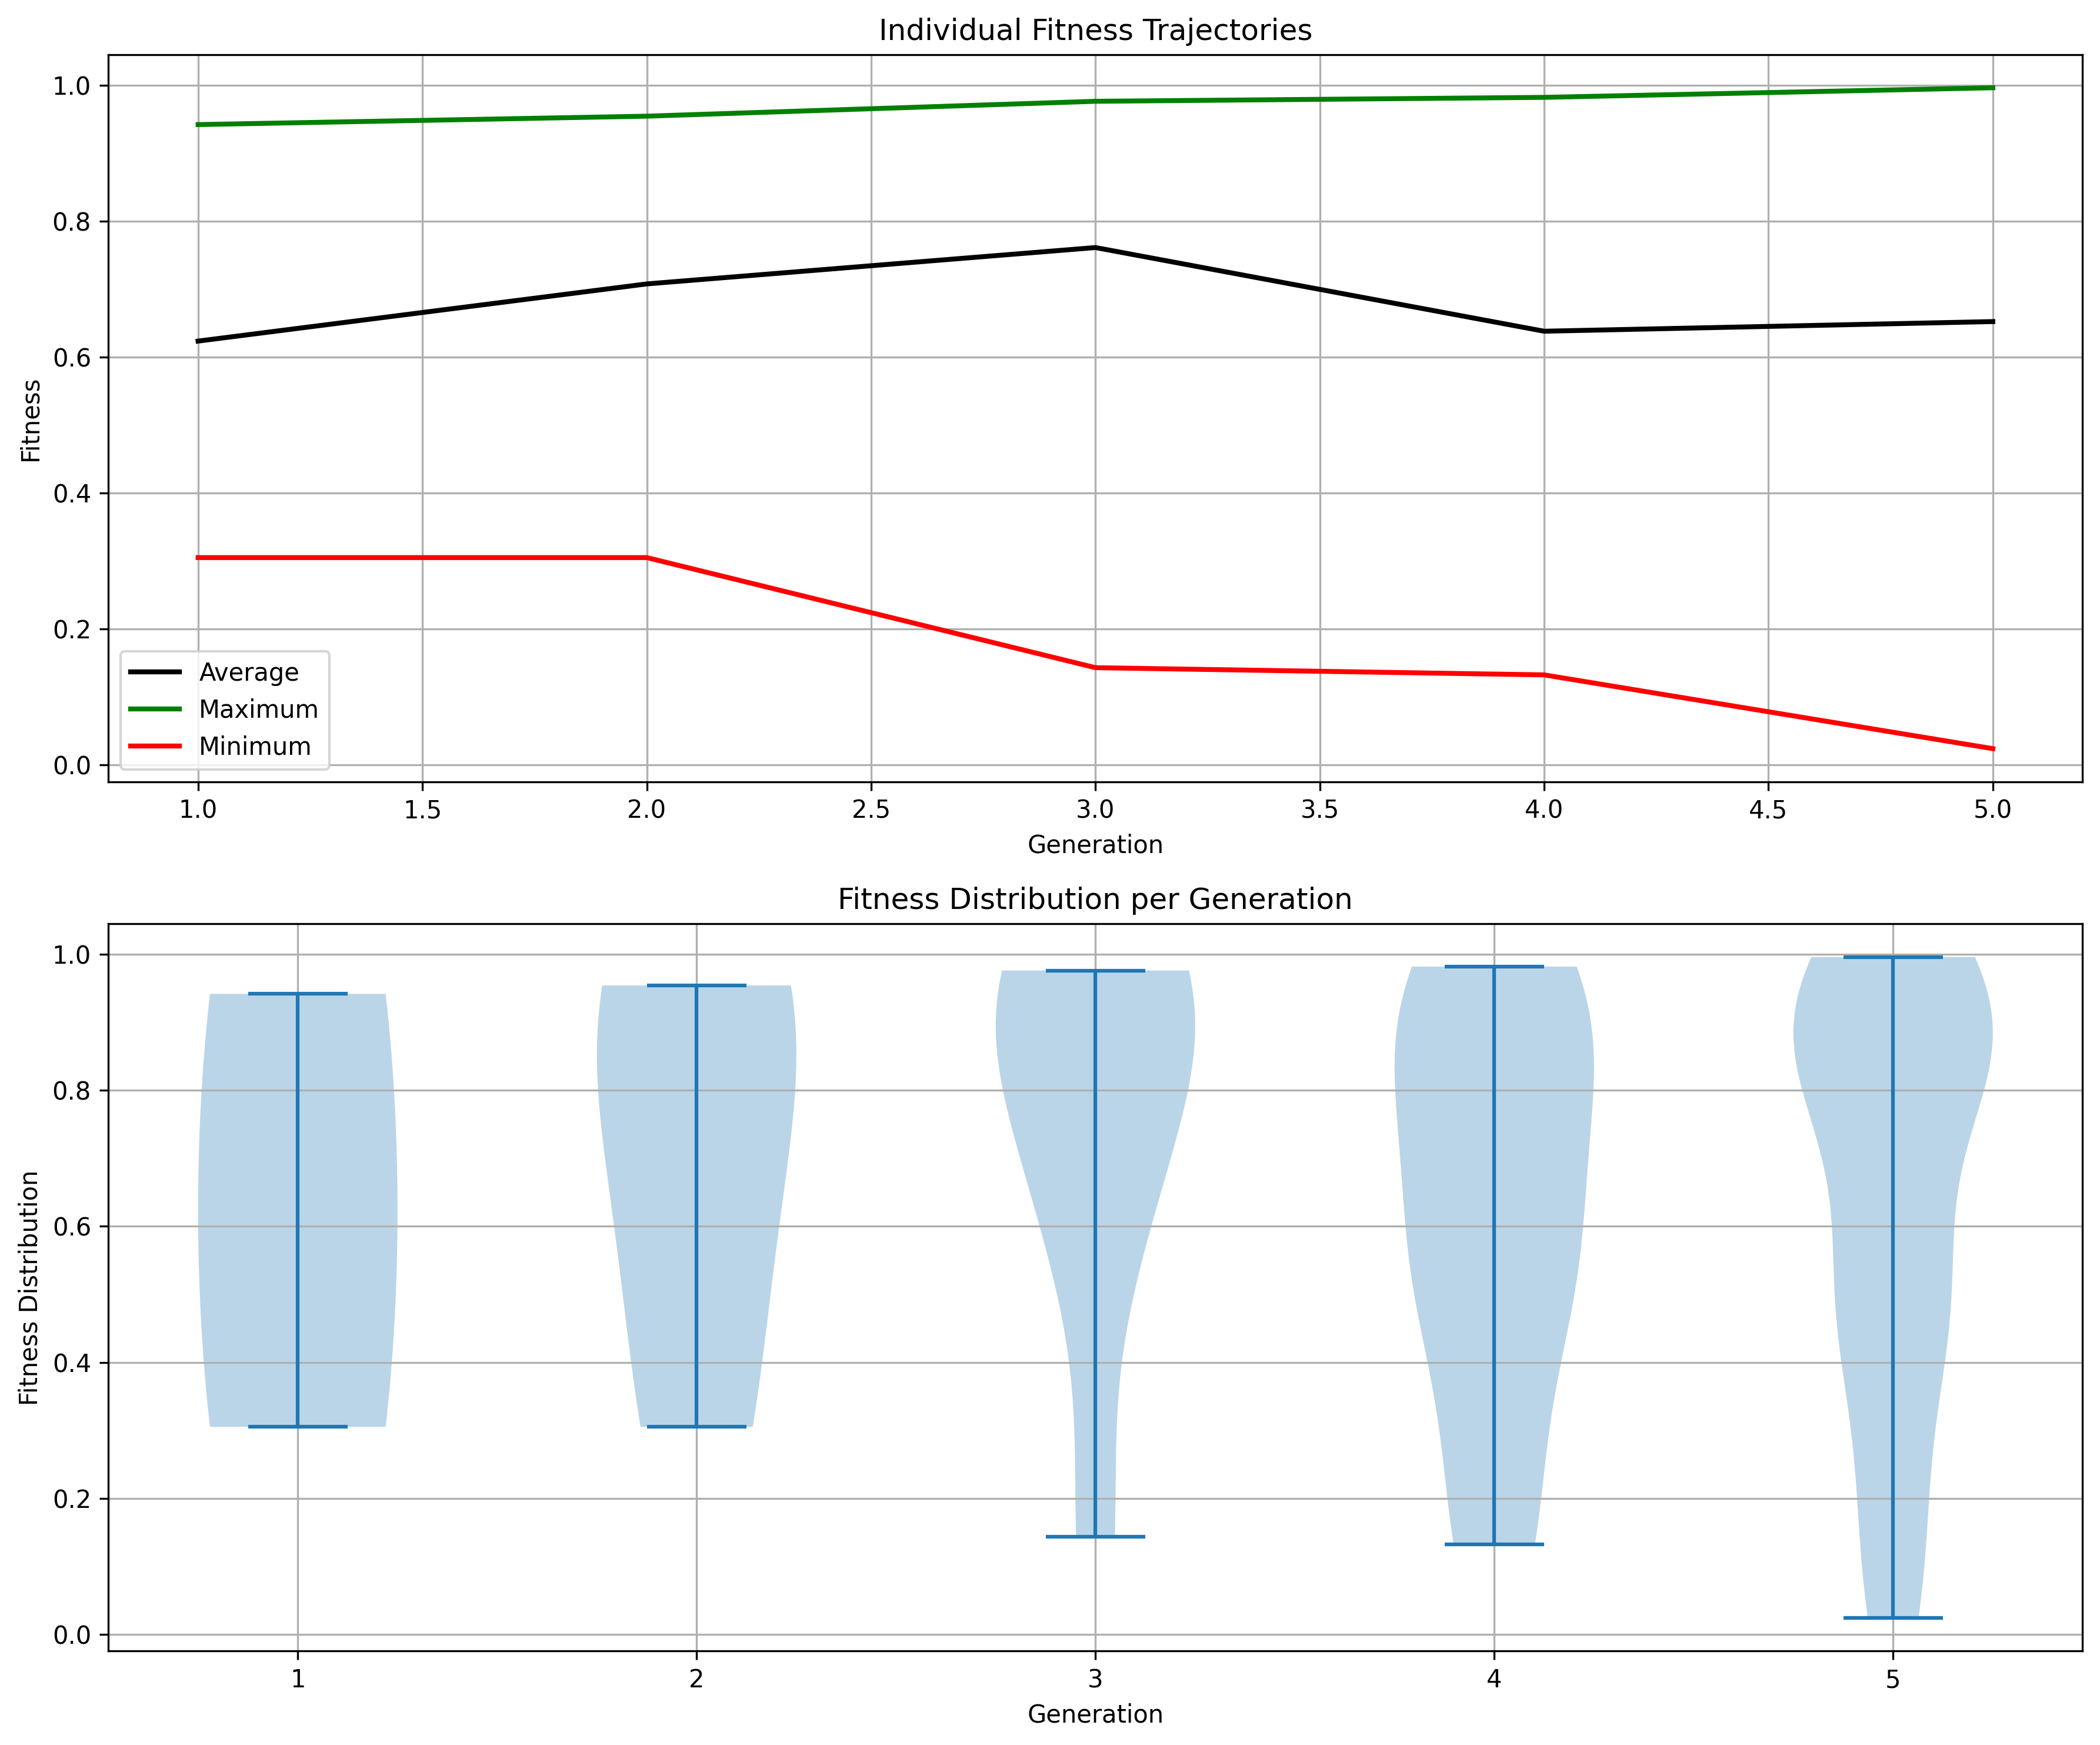 Individual Fitness Trajectories
1.0
0.8
0.6
0.4
0.2
0.0
Fitness
Average
Maximum
Minimum
1.0 1.5 2.0 2.5 3.0 3.5 4.0 4.5 5.0
Generation
Fitness Distribution per Generation
1.0
0.8
0.6
0.4
0.2
0.0
Fitness Distribution
1 2 3 4 5
Generation